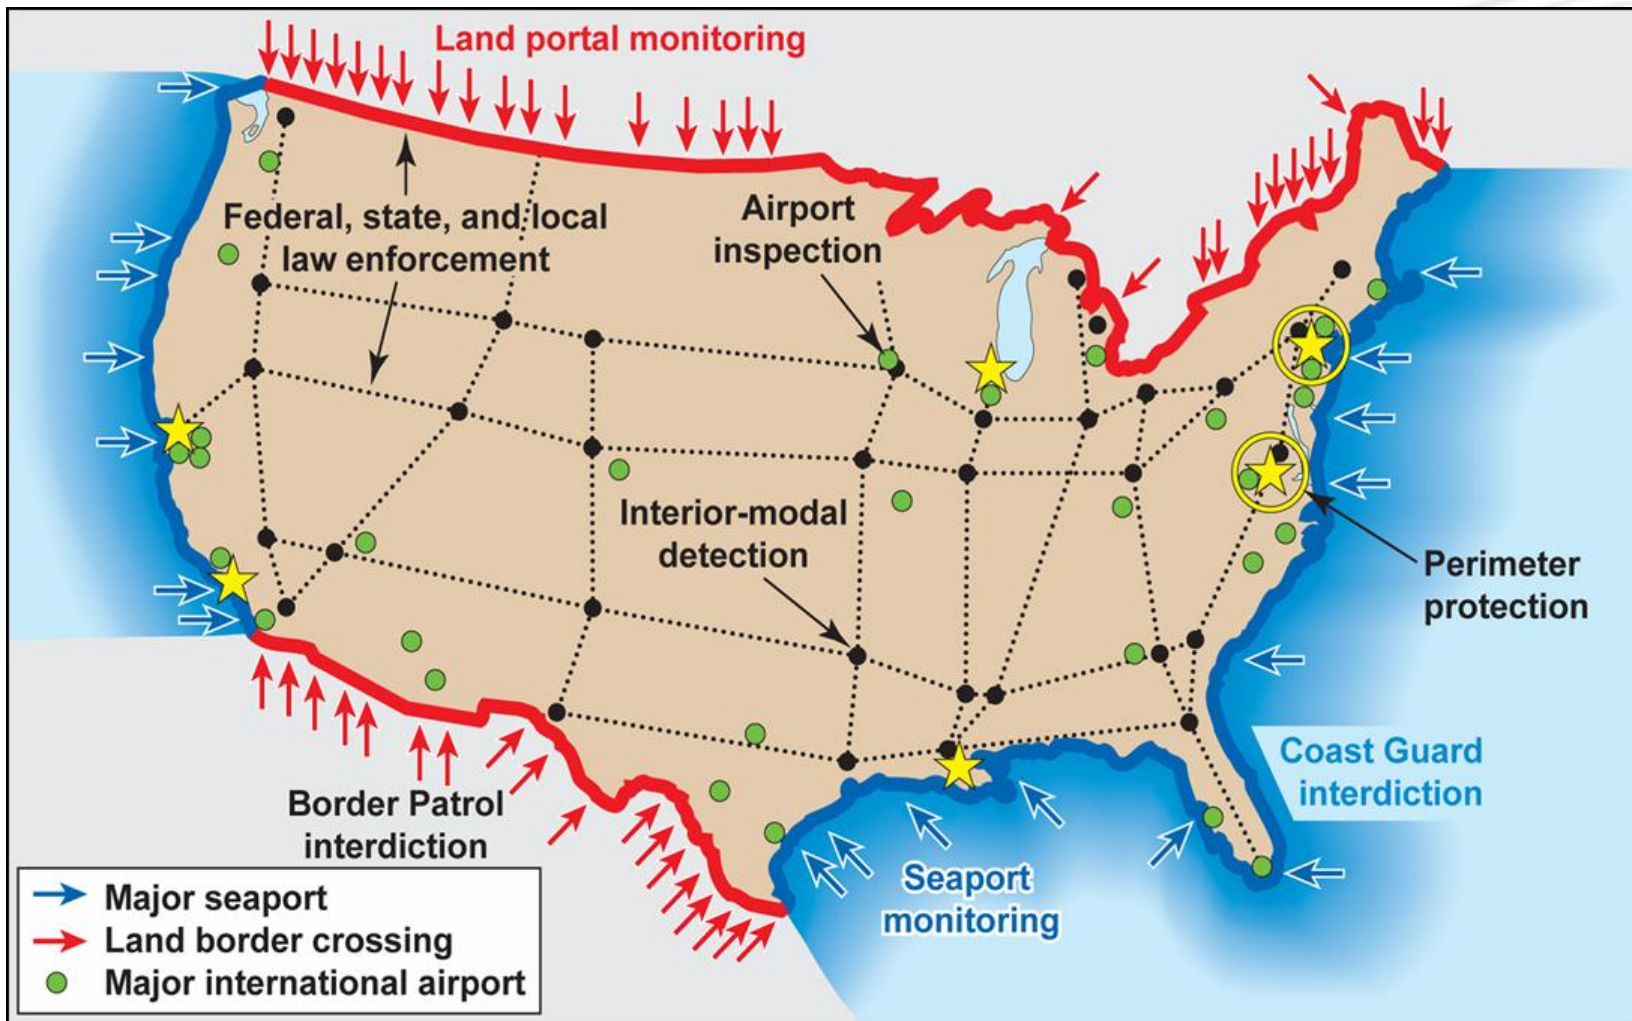 Land portal monitoring
Federal, state, and local
law enforcement
Airport
inspection
Interior-modal
detection
Perimeter
protection
Coast Guard
interdiction
Border Patrol
interdiction
Seaport
monitoring
Major seaport
Land border crossing
Major international airport